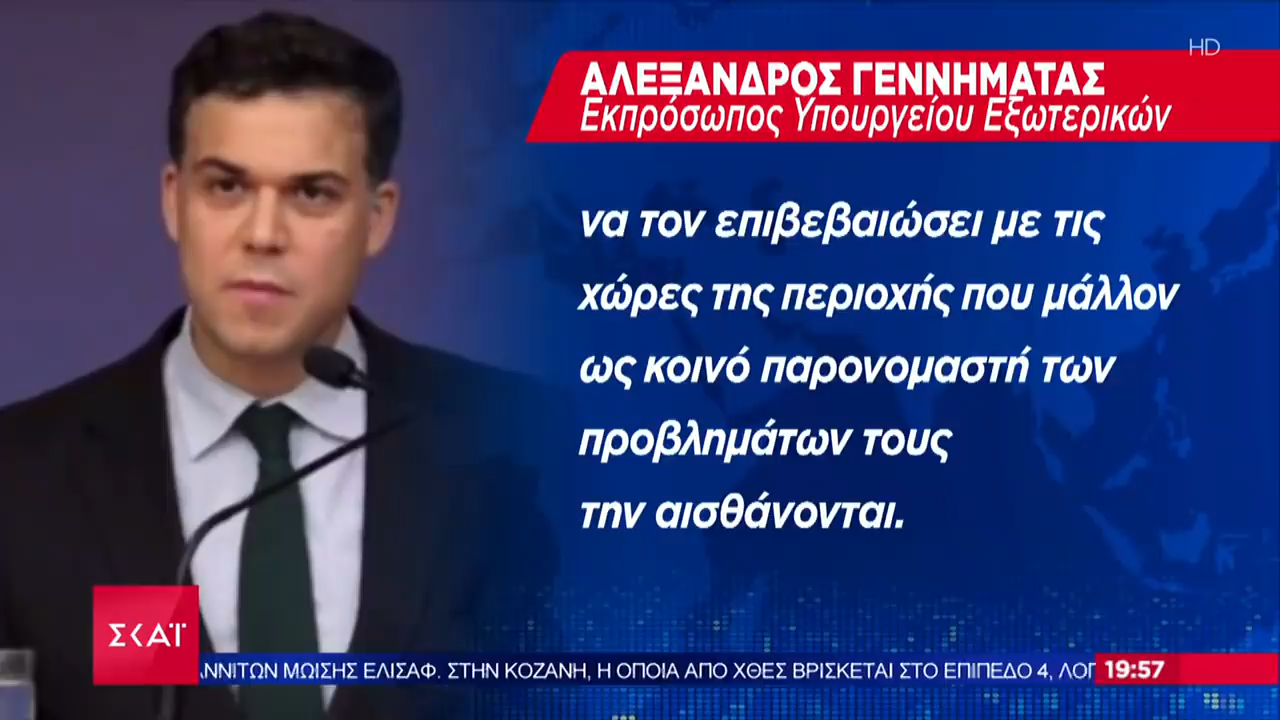 HD
ΑΛΕΞΑΝΔΡΟΣ ΓΕΝΝΗΜΑΤΑΣ
Εκπρόσωπος Υπουργείου Εξωτερικών
να τον επιβεβαιώσει με τις
χώρες της περιοχής που μάλλον
ως κοινό παρονομαστή των
προβλημάτων τους
την αισθάνονται.
ΣΚΑΪ
ΑΝΝΙΤΩΝ ΜΩΙΣΗΣ ΕΛΙΣΑΦ. ΣΤΗΝ ΚΟΖΑΝΗ, Η ΟΠΟΙΑ ΑΠΟ ΧΘΕΣ ΒΡΙΣΚΕΤΑΙ ΣΤΟ ΕΠΙΠΕΔΟ 4, ΛΟΓ 19:57